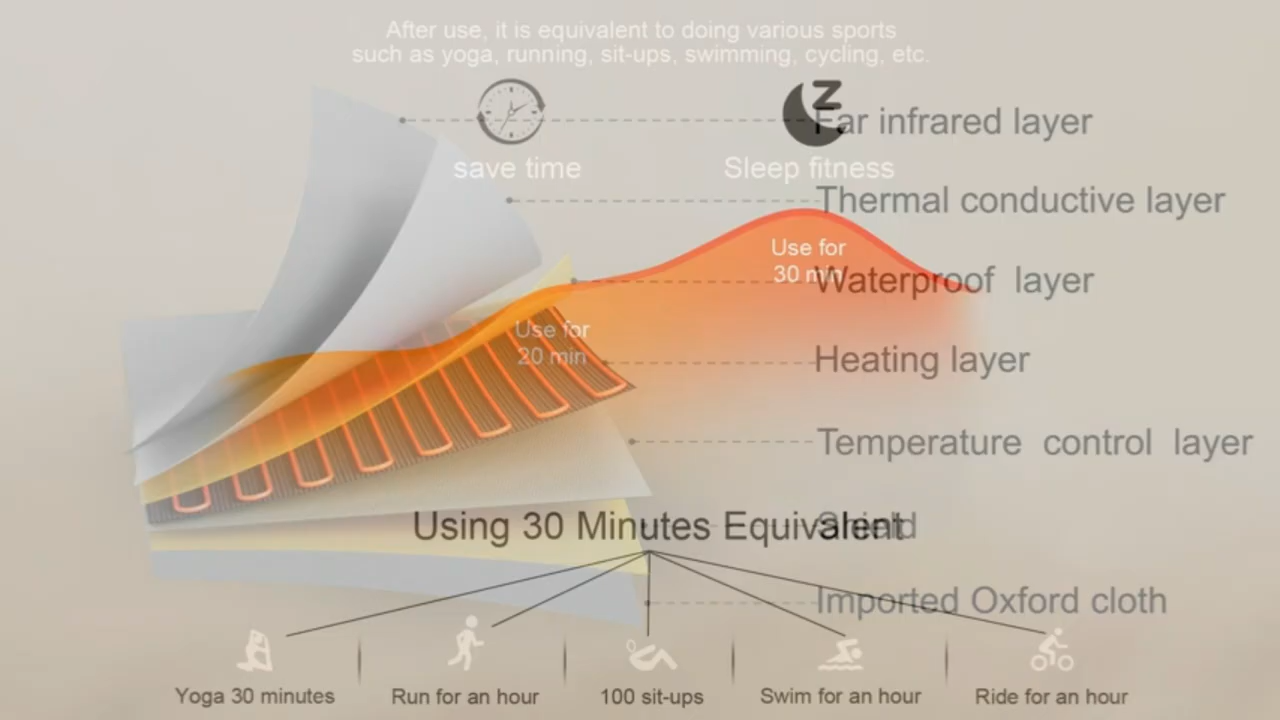 After use, it is equivalent to doing various sports
such as yoga, running, sit-ups, swimming, cycling, etc.
Z
Far infrared layer
save time
Sleep fitness
Thermal conductive layer
Use for
30 min
Waterproof layer
Use for
20 min
Heating layer
Temperature control layer
Using 30 Minutes Equivalent
Shield
Imported Oxford cloth
Yoga 30 minutes
Run for an hour
100 sit-ups
Swim for an hour
Ride for an hour